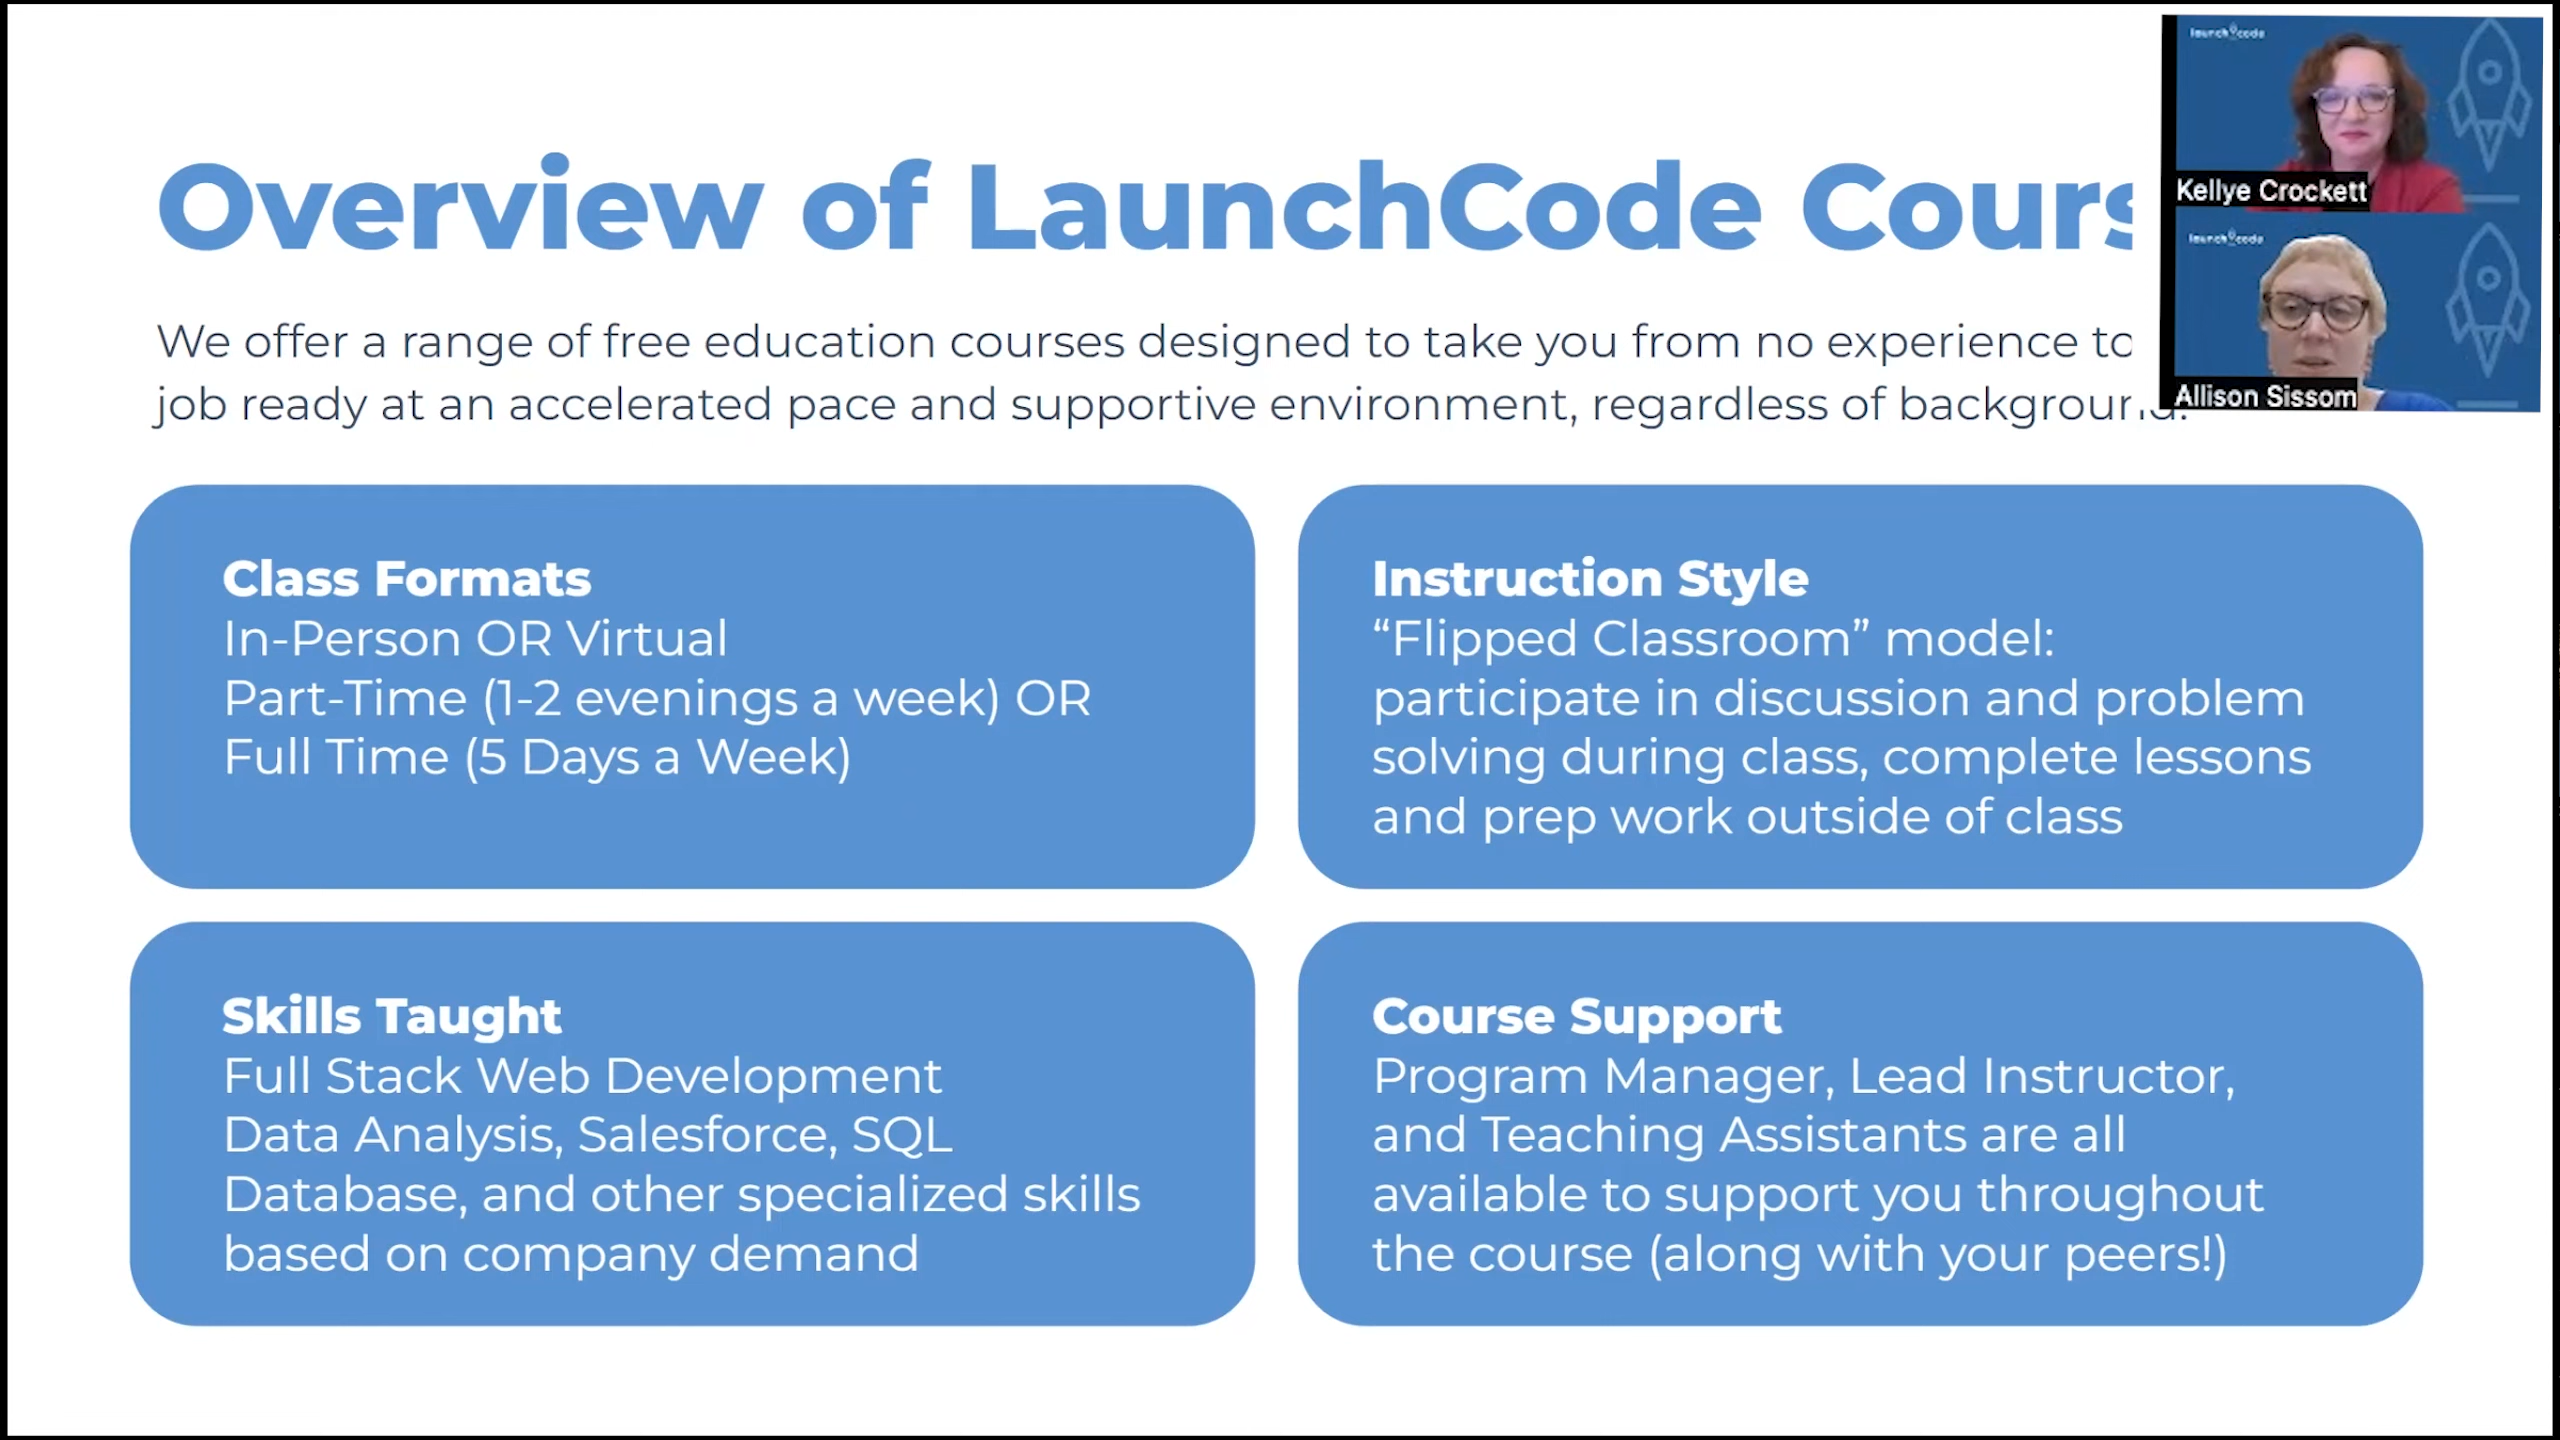 Overview of LaunchCode
We offer a range of free education courses designed to take you from no experience to
job ready at an accelerated pace and supportive environment, regardless of
Class Formats
In-Person OR Virtual
Part-Time (1-2 evenings a week) OR
Full Time (5 Days a Week)
Instruction Style
“Flipped Classroom” model:
participate in discussion and problem
solving during class, complete lessons
and prep work outside of class
Skills Taught
Full Stack Web Development
Data Analysis, Salesforce, SQL
Database, and other specialized skills
based on company demand
Course Support
Program Manager, Lead Instructor,
and Teaching Assistants are all
available to support you throughout
the course (along with your peers!)
launch code
Kellye Crockett
launch code
Allison Sissom